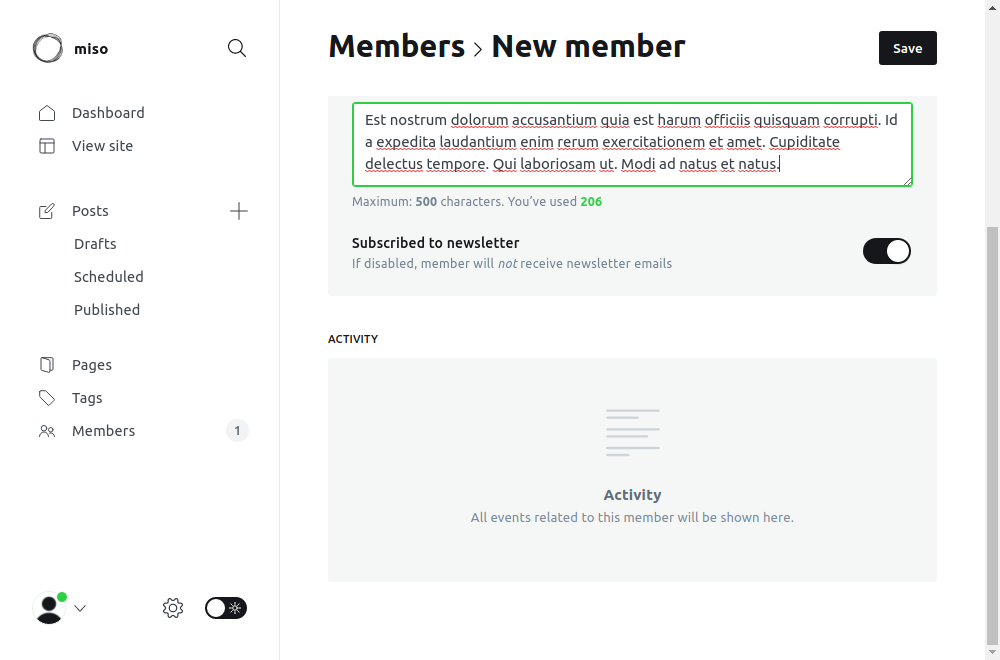 miso
Members > New member
Save
Dashboard
View site
Posts
Drafts
Scheduled
Published
Pages
Tags
Members 1
Est nostrum dolorum accusantium quia est harum officiis quisquam corrupti. Id
a expedita laudantium enim rerum exercitationem et amet. Cupiditate
delectus tempore. Qui laboriosam ut. Modi ad natus et natus.
Maximum: 500 characters. You’ve used 206
Subscribed to newsletter
If disabled, member will not receive newsletter emails
ACTIVITY
Activity
All events related to this member will be shown here.